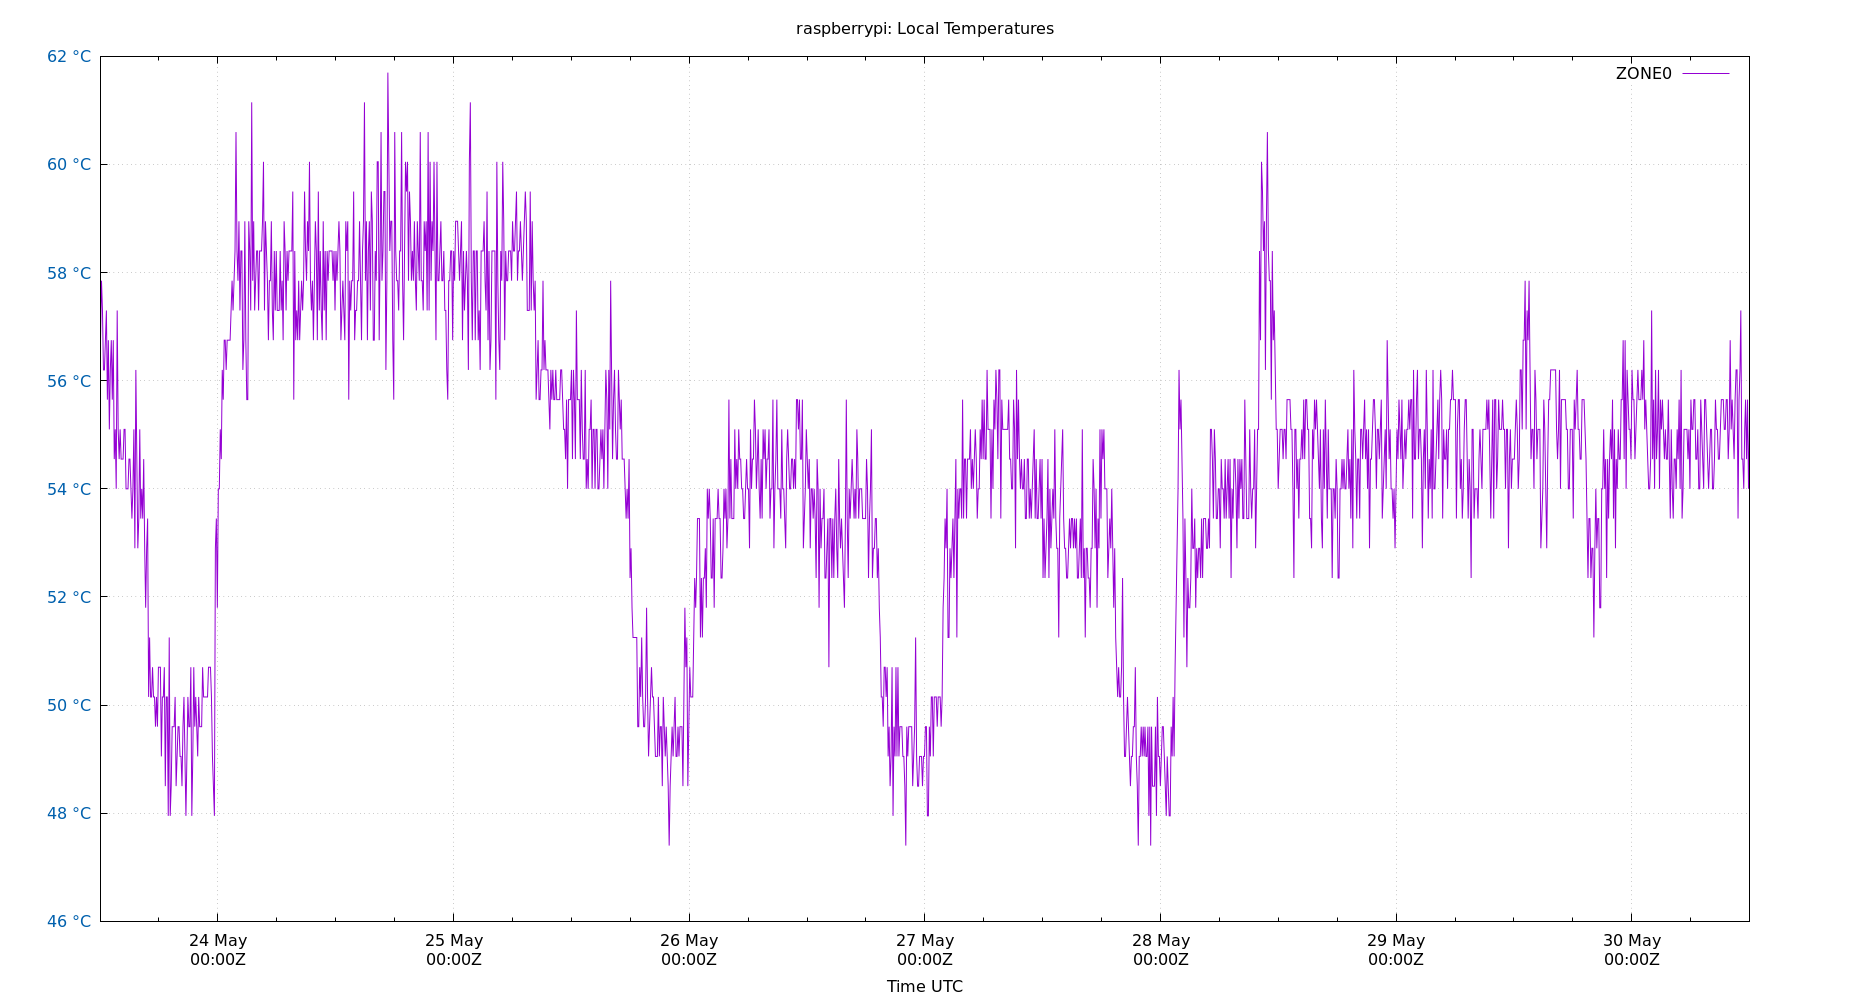 raspberrypi: Local Temperatures
62 °C
ZONE0
60 °C
58 °C
56 °C
54 °C
52 °C
50 °C
48 °C
46 °C
24 May 25 May 26 May 27 May 28 May 29 May 30 May
00:00Z 00:00Z 00:00Z 00:00Z 00:00Z 00:00Z 00:00Z
Time UTC